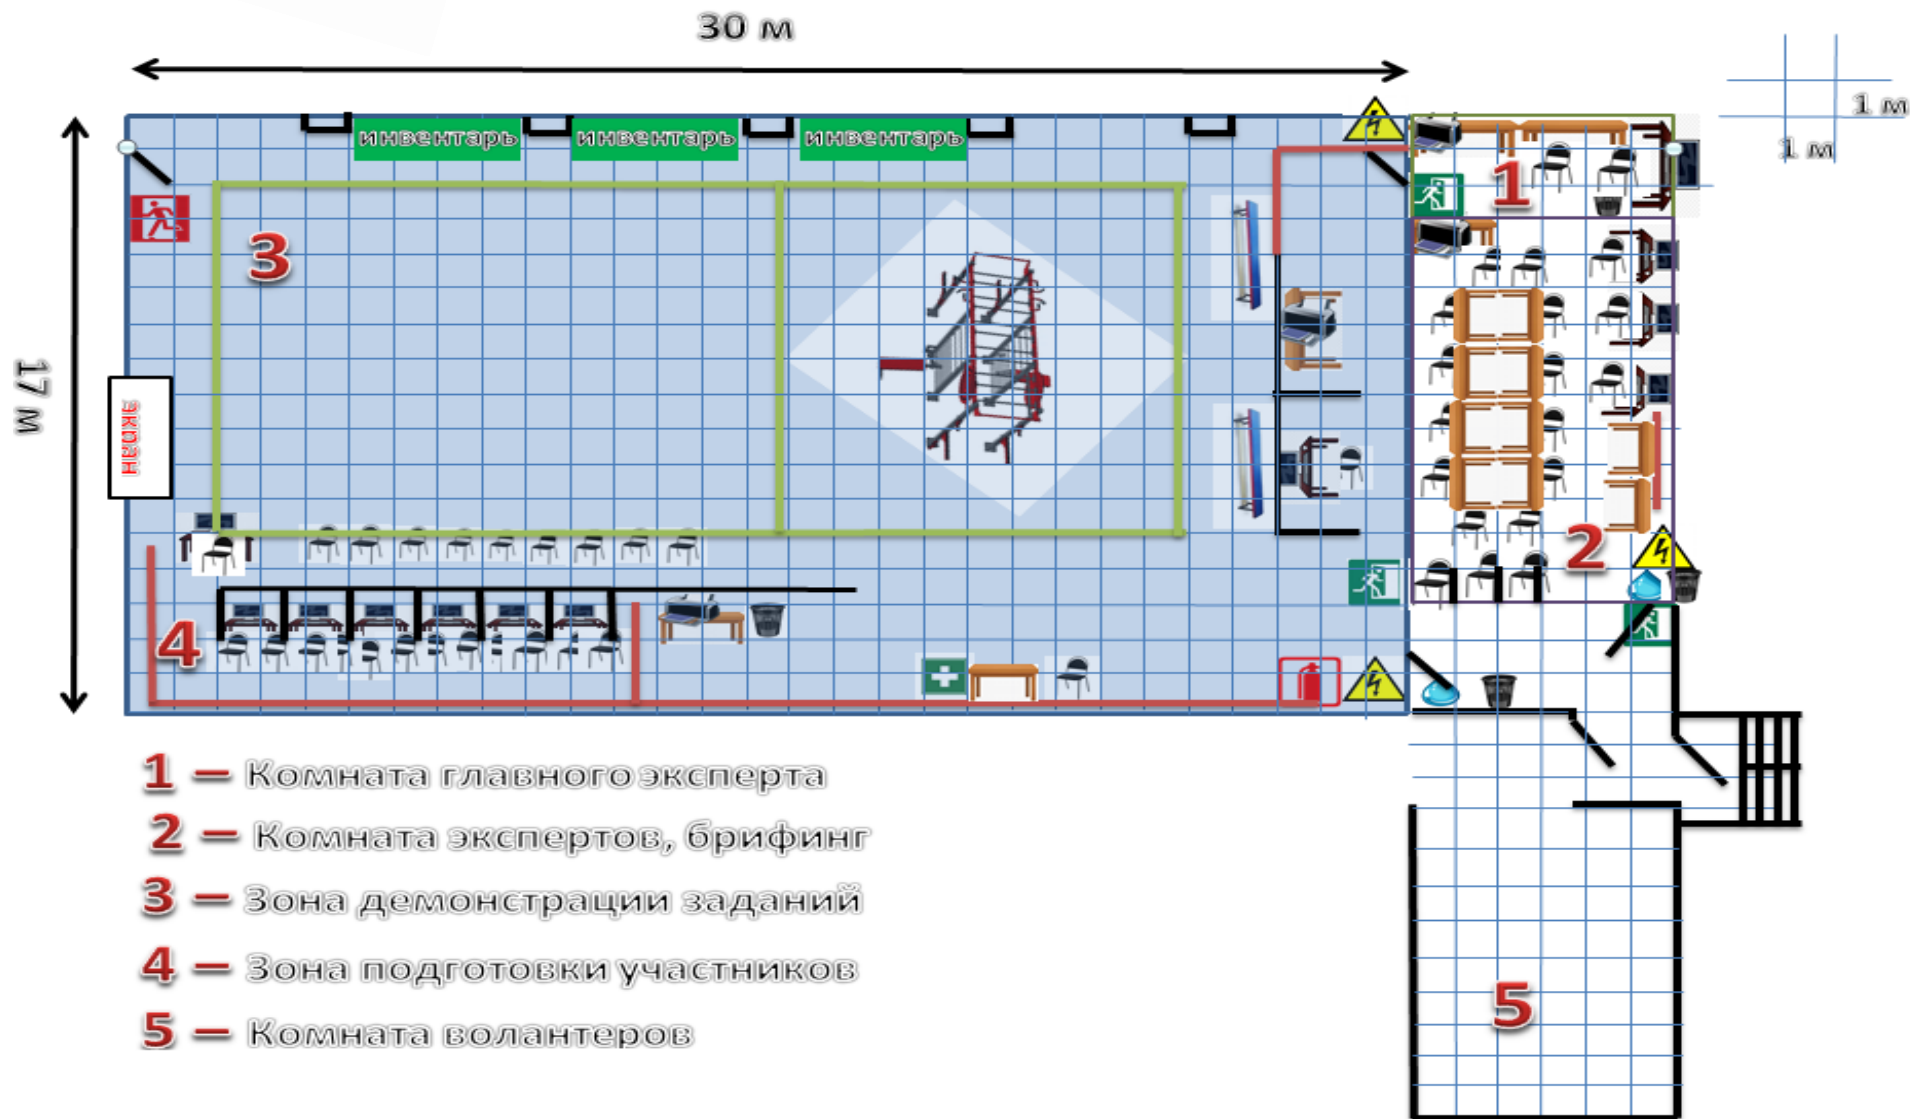 30 м
1 м
1 м
инвентарь
инвентарь
инвентарь
1
3
17 м
экран
2
4
1 – Комната главного эксперта
2 – Комната экспертов, брифинг
3 – Зона демонстрации заданий
4 – Зона подготовки участников
5 – Комната волантеров
5